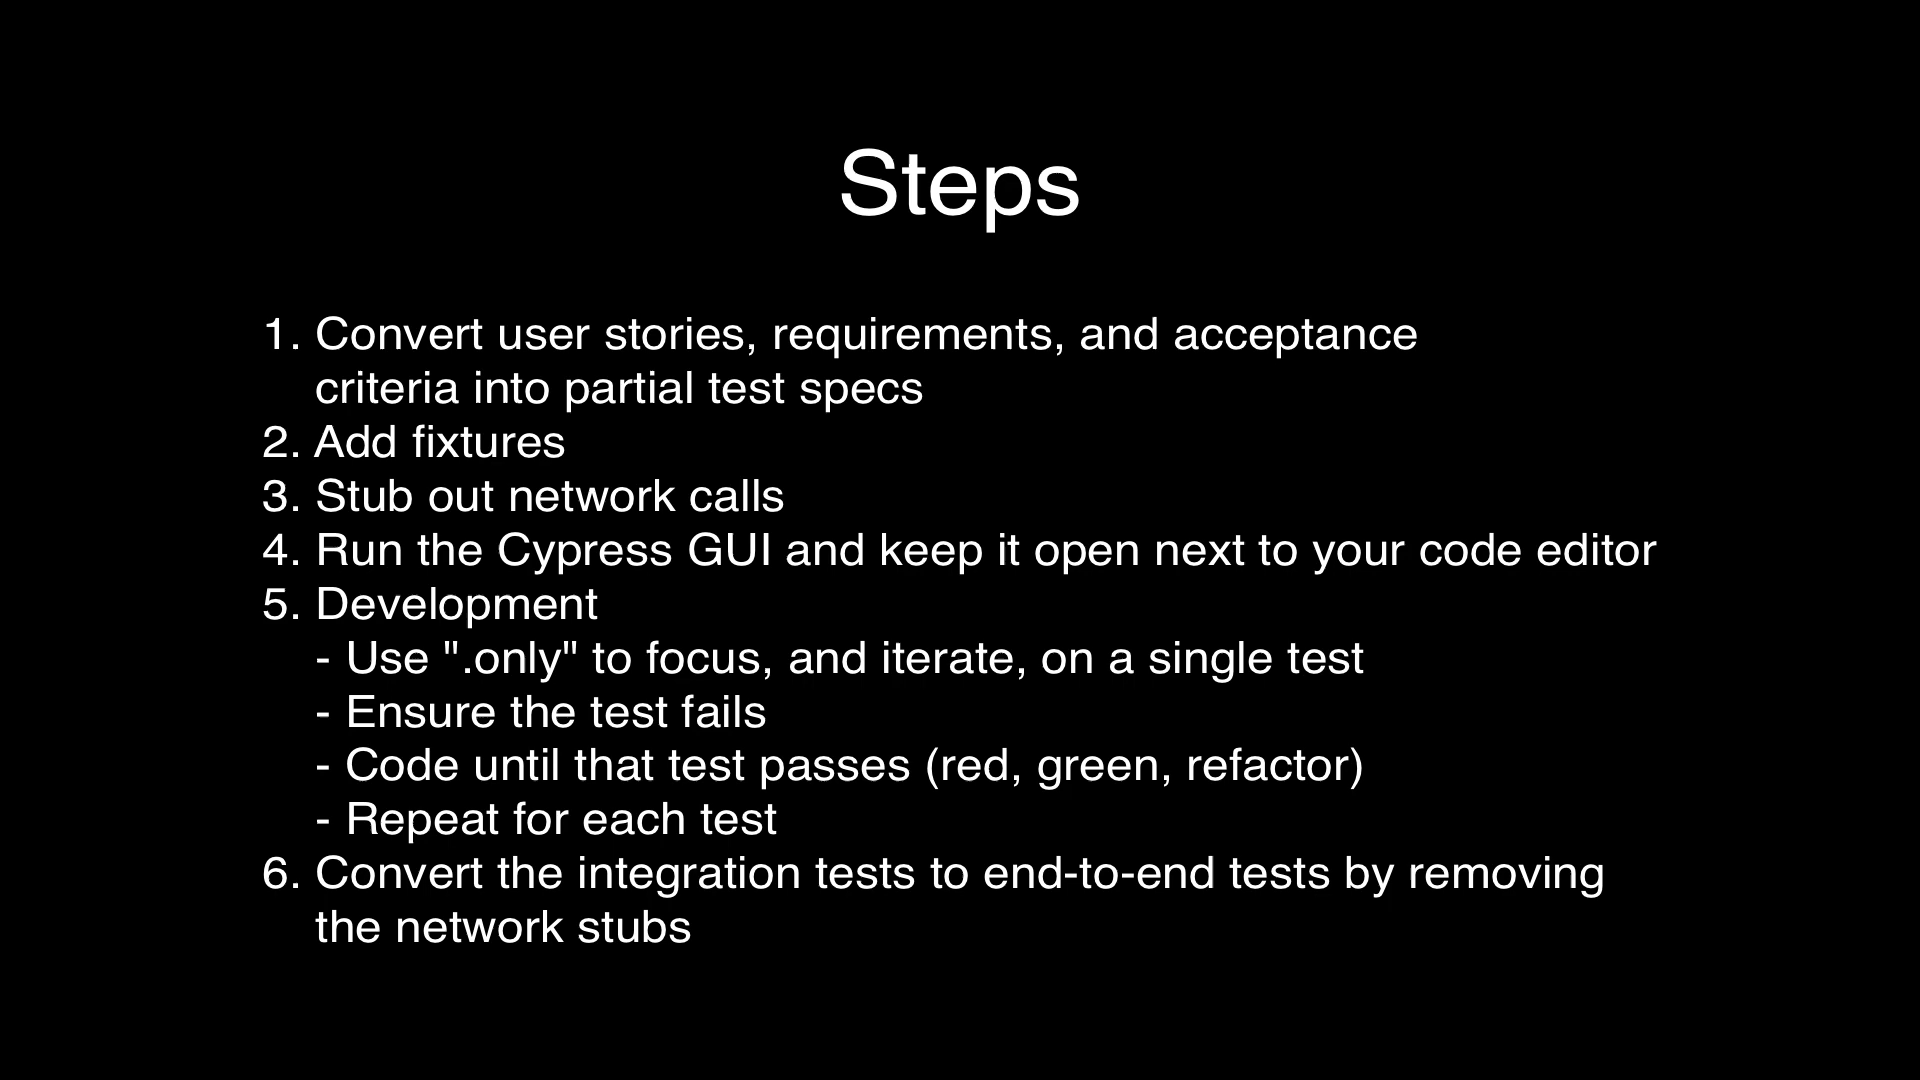 Steps
1. Convert user stories, requirements, and acceptance
criteria into partial test specs
2. Add fixtures
3. Stub out network calls
4. Run the Cypress GUI and keep it open next to your code editor
5. Development
- Use ".only" to focus, and iterate, on a single test
- Ensure the test fails
- Code until that test passes (red, green, refactor)
- Repeat for each test
6. Convert the integration tests to end-to-end tests by removing
the network stubs